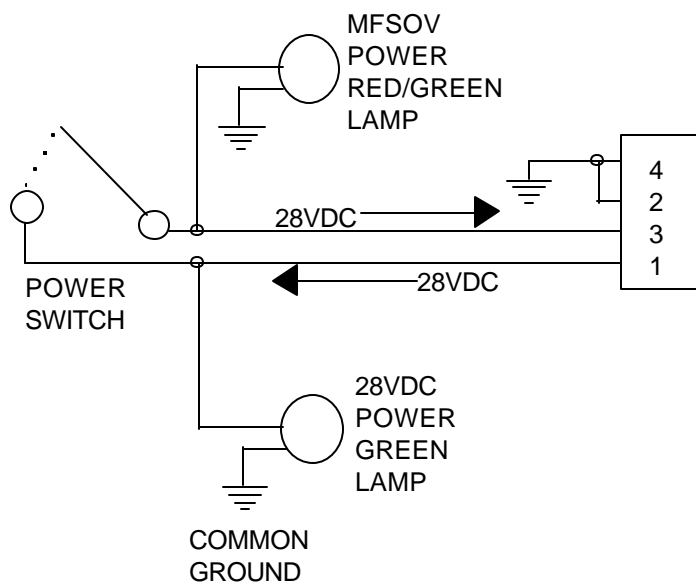 MFSOV
POWER
RED/GREEN
LAMP
4
2
28VDC
3
1
28VDC
POWER
SWITCH
28VDC
POWER
GREEN
LAMP
COMMON
GROUND